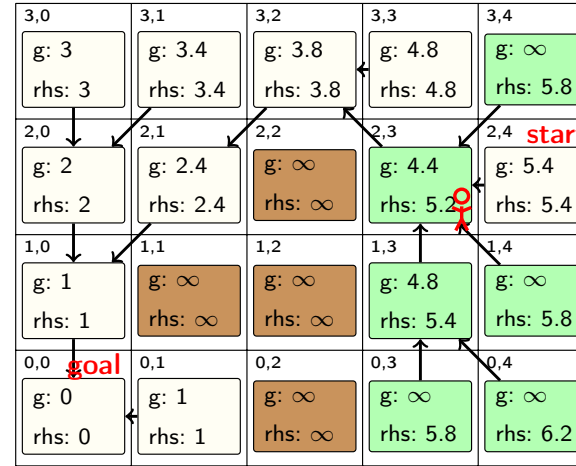 3,0 3,1 3,2 3,3 3,4
g: 3 g: 3.4 g: 3.8 g: 4.8 g: ∞
rhs: 3 rhs: 3.4 rhs: 3.8 rhs: 4.8 rhs: 5.8
2,0 2,1 2,2 2,3 2,4 star
g: 2 g: 2.4 g: ∞ g: 4.4 g: 5.4
rhs: 2 rhs: 2.4 rhs: ∞ rhs: 5.2 rhs: 5.4
1,0 1,1 1,2 1,3 1,4
g: 1 g: ∞ g: ∞ g: 4.8 g: ∞
rhs: 1 rhs: ∞ rhs: ∞ rhs: 5.4 rhs: 5.8
0,0 goal 0,1 0,2 0,3 0,4
g: 0 g: 1 g: ∞ g: ∞ g: ∞
rhs: 0 rhs: 1 rhs: ∞ rhs: 5.8 rhs: 6.2